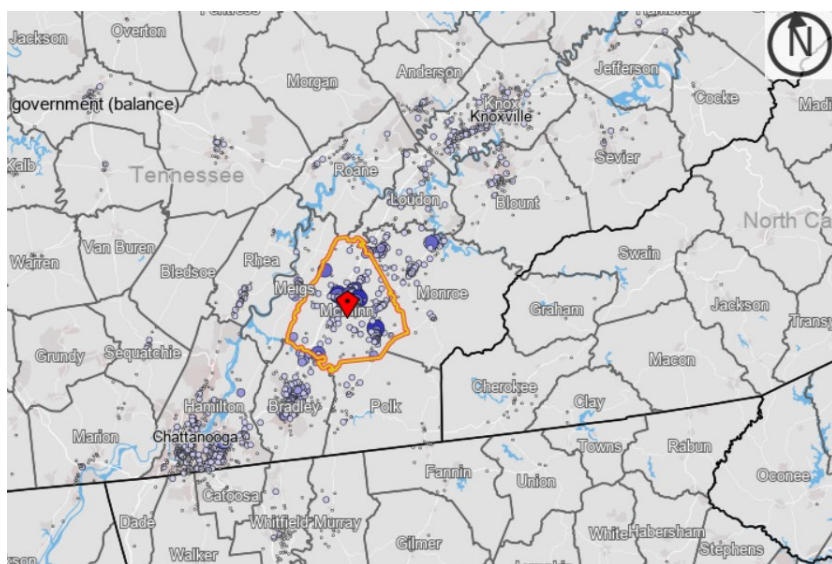 Jackson
Overton
Morgan
Anderson
Jefferson
N
Knox
Knoxville
Cocke
government (balance)
Tennessee
Roane
Sevier
Loudon
Blount
North Ca
Van Buren
Rhea
Swain
Warren
Bledsoe
Meigs
Monroe
Graham
Jackson
Grundy
Sequatchie
Macon
Hamilton
Bradley
Polk
Cherokee
Clay
Marion
Chattanooga
Towns
Rabun
Fannin
Union
Oconee
Catoosa
Dade
Whitfield
Murray
White
Habersham
Walker
Gilmer
Stephens